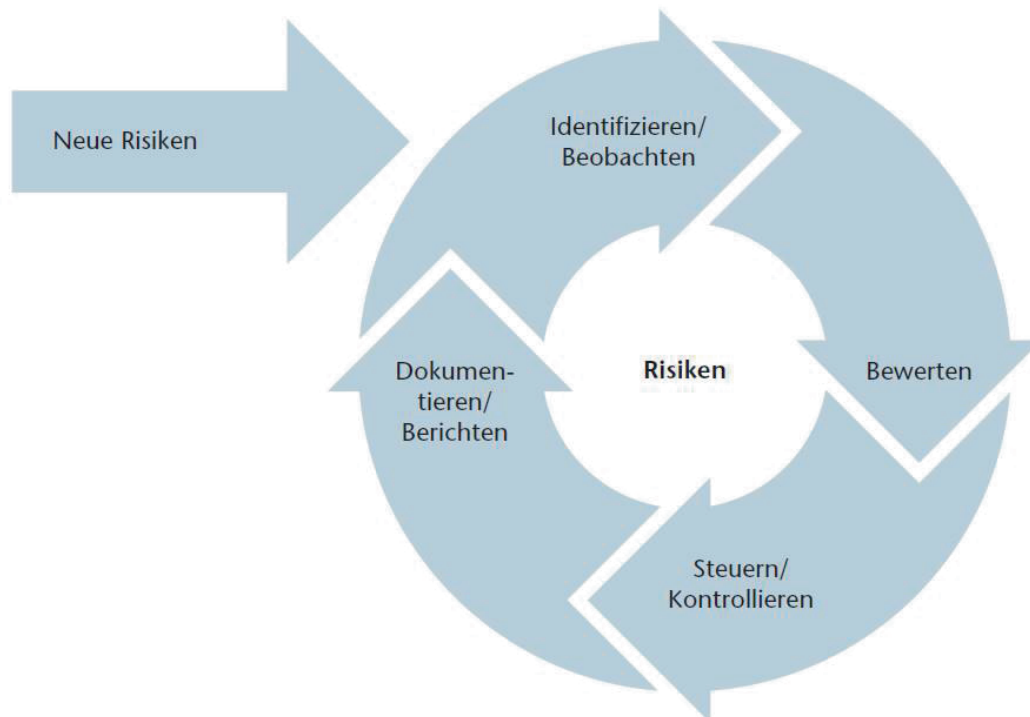 Neue Risiken
Identifizieren/
Beobachten
Bewerten
Steuern/
Kontrollieren
Dokumen-
tieren/
Berichten
Risiken